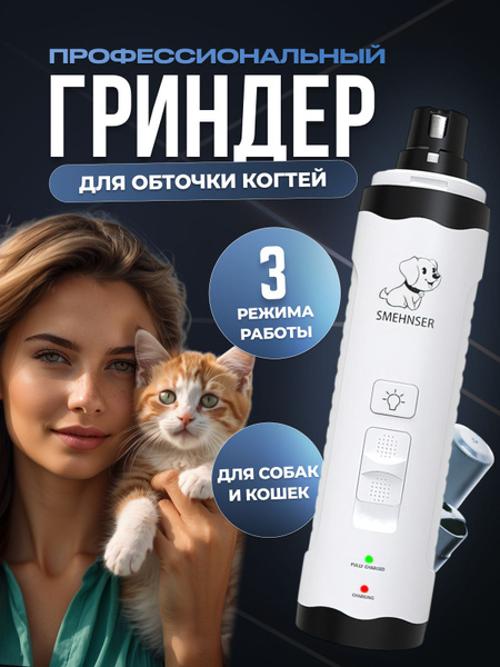 ПРОФЕССИОНАЛЬНЫЙ
ГРИНДЕР
ДЛЯ ОБТОЧКИ КОГТЕЙ
3
РЕЖИМА
РАБОТЫ
SMEHNSER
ДЛЯ СОБАК
И КОШЕК
FULLY CHARGED
CHARGING